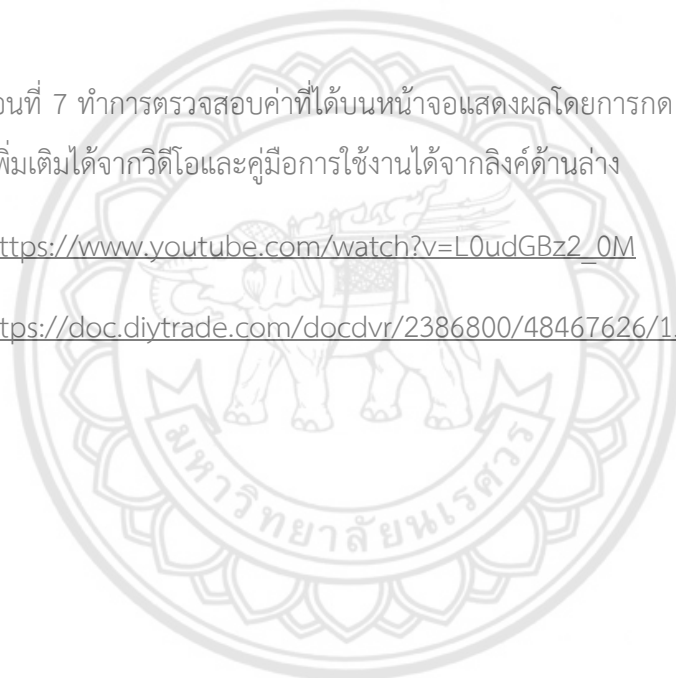 อนที่ 7 ทำการตรวจสอบค่าที่ได้บนหน้าจอแสดงผลโดยการกด
พิ่มเติมได้จากวิดีโอและคู่มือการใช้งานได้จากลิงค์ด้านล่าง
ttps://www.youtube.com/watch?v=L0udGBz2_0M
tps://doc.diytrade.com/docdvr/2386800/48467626/1
มหาวิทยาลัยนเรศวร